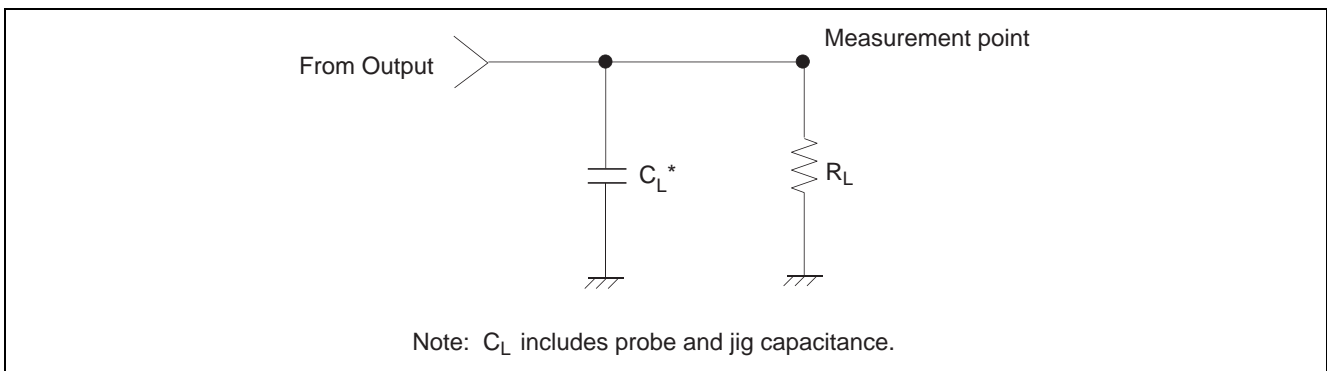 Measurement point
From Output
C_L*
R_L
Note: C_L includes probe and jig capacitance.